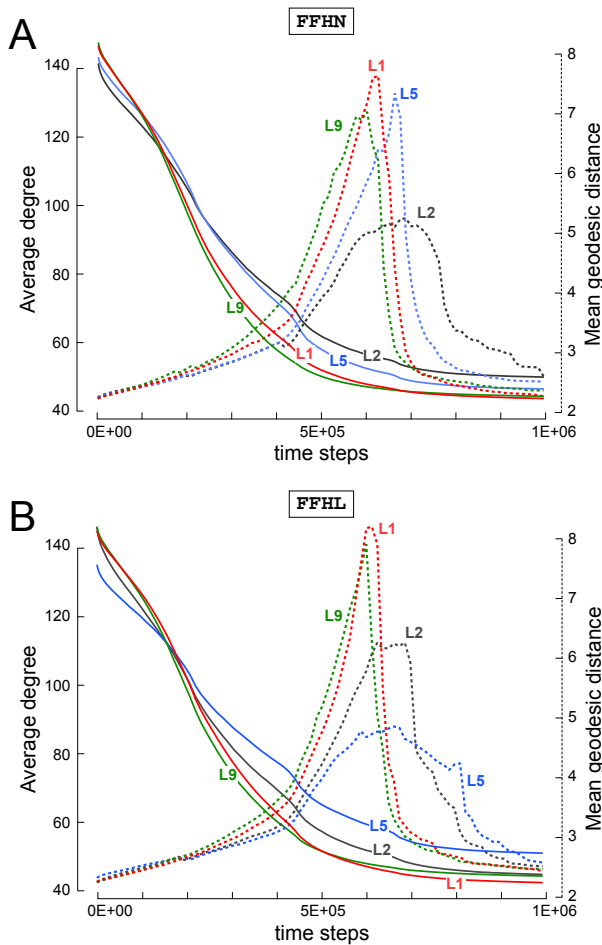 A
FFHN
Average degree
Mean geodesic distance
140
120
100
80
60
40
8
7
6
5
4
3
2
L1
L5
L9
L2
L9
L1
L5
L2
0E+00
5E+05
1E+06
time steps
B
FFHL
Average degree
Mean geodesic distance
140
120
100
80
60
40
8
7
6
5
4
3
2
L1
L9
L2
L5
L9
L5
L2
L1
0E+00
5E+05
1E+06
time steps